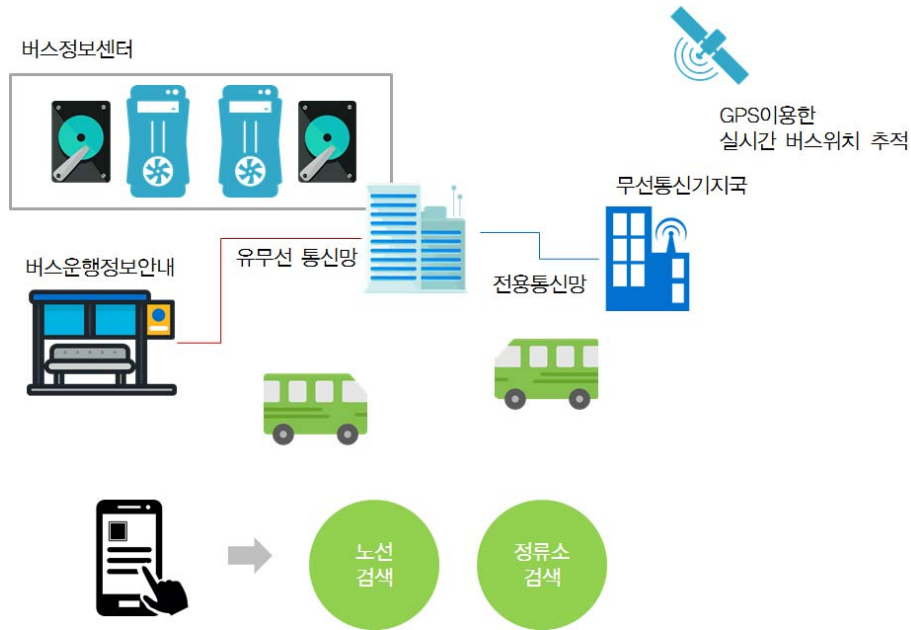 버스정보센터
GPS이용한
실시간 버스위치 추적
무선통신기지국
유무선 통신망
버스운행정보안내
전용통신망
노선
검색
정류소
검색